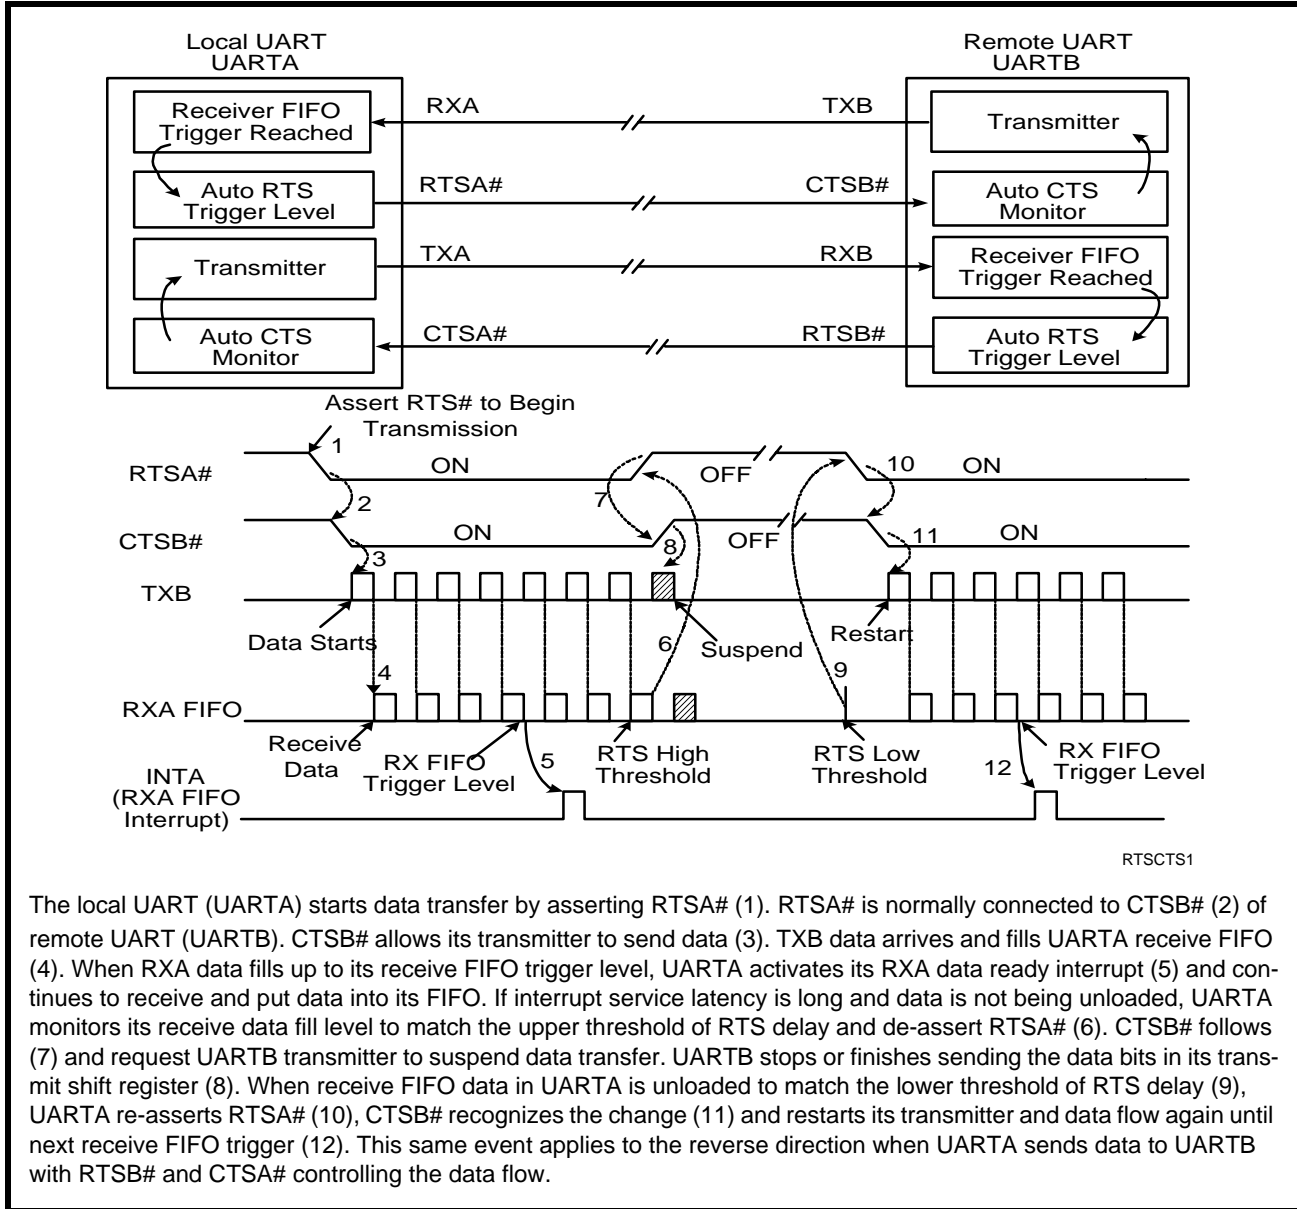 Local UART
UARTA
Remote UART
UARTB
Receiver FIFO
Trigger Reached
RXA
TXB
Transmitter
Auto RTS
Trigger Level
RTSA#
CTSB#
Auto CTS
Monitor
Transmitter
TXA
RXB
Receiver FIFO
Trigger Reached
Auto CTS
Monitor
CTSA#
RTSB#
Auto RTS
Trigger Level
Assert RTS# to Begin
Transmission
1
RTSA#
ON
OFF
10
ON
2
7
CTSB#
ON
8
OFF
11
ON
3
TXB
Data Starts
6
Suspend
Restart
4
9
RXA FIFO
Receive
Data
RX FIFO
Trigger Level
5
RTS High
Threshold
RTS Low
Threshold
12
RX FIFO
Trigger Level
INTA
(RXA FIFO
Interrupt)
RTSCTS1
The local UART (UARTA) starts data transfer by asserting RTSA# (1). RTSA# is normally connected to CTSB# (2) of
remote UART (UARTB). CTSB# allows its transmitter to send data (3). TXB data arrives and fills UARTA receive FIFO
(4). When RXA data fills up to its receive FIFO trigger level, UARTA activates its RXA data ready interrupt (5) and con-
tinues to receive and put data into its FIFO. If interrupt service latency is long and data is not being unloaded, UARTA
monitors its receive data fill level to match the upper threshold of RTS delay and de-assert RTSA# (6). CTSB# follows
(7) and request UARTB transmitter to suspend data transfer. UARTB stops or finishes sending the data bits in its trans-
mit shift register (8). When receive FIFO data in UARTA is unloaded to match the lower threshold of RTS delay (9),
UARTA re-asserts RTSA# (10), CTSB# recognizes the change (11) and restarts its transmitter and data flow again until
next receive FIFO trigger (12). This same event applies to the reverse direction when UARTA sends data to UARTB
with RTSB# and CTSA# controlling the data flow.